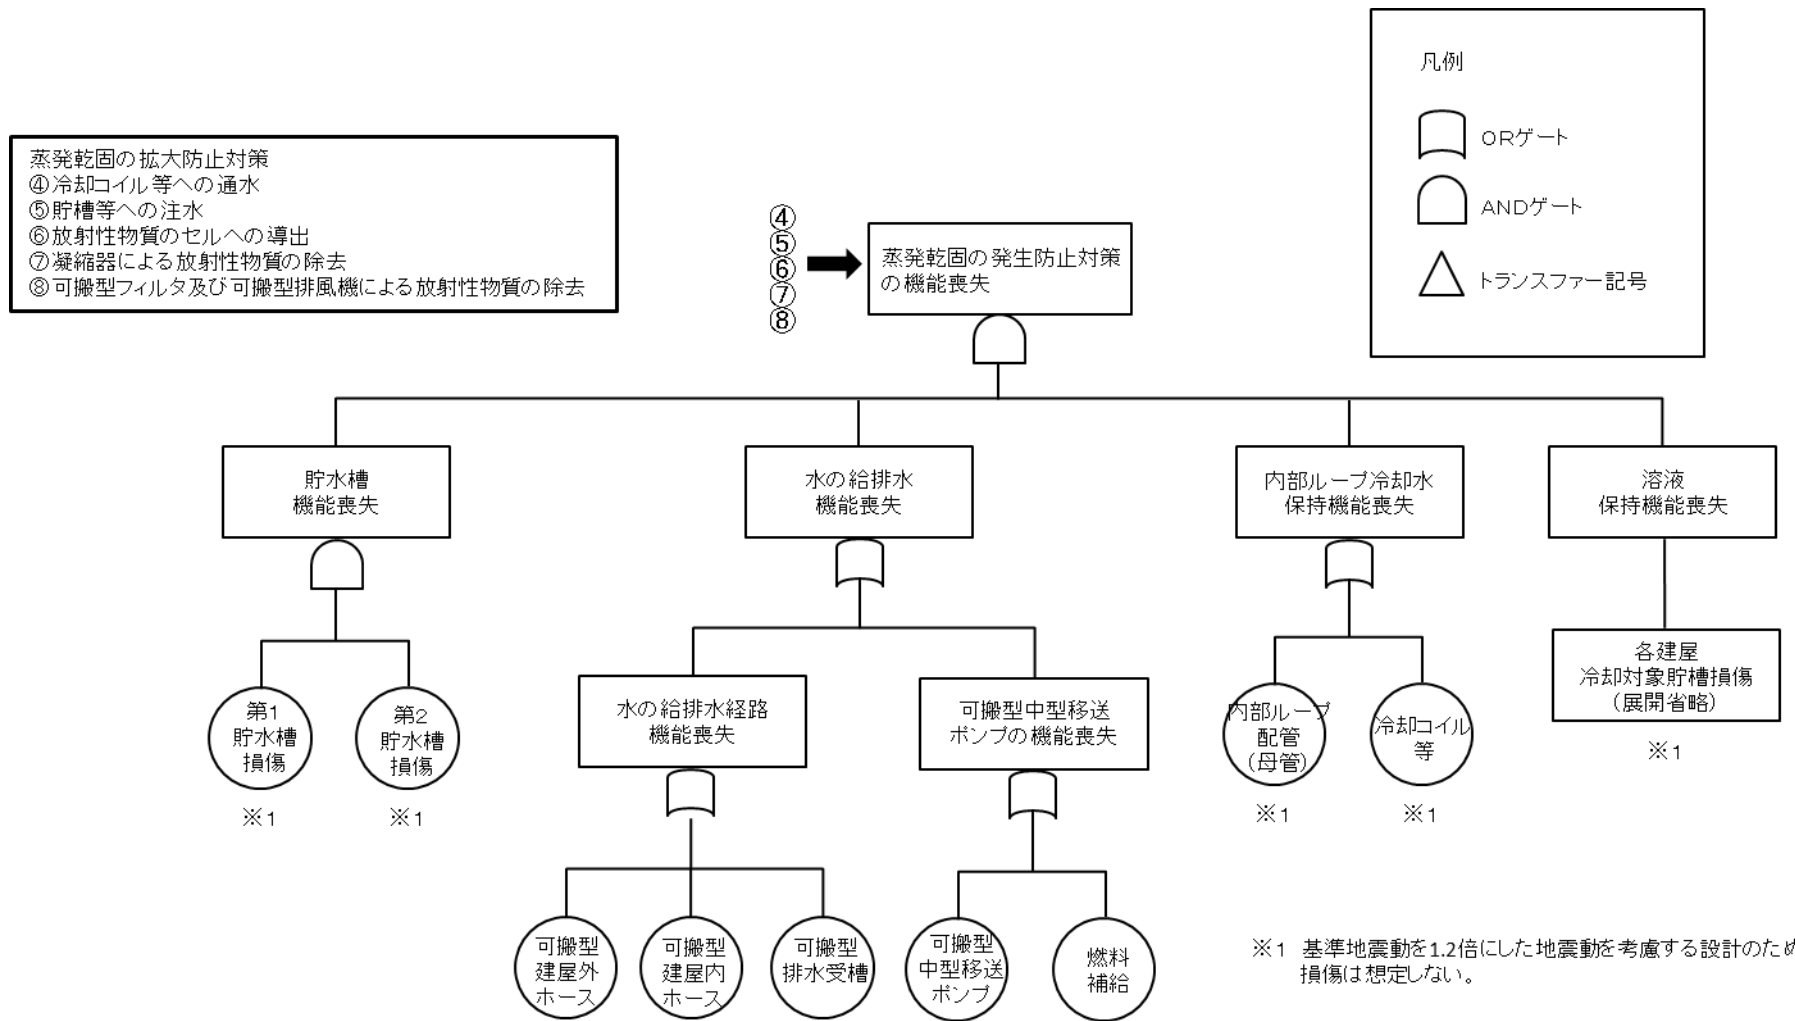 蒸発乾固の拡大防止対策
④冷却コイル等への通水
⑤貯槽等への注水
⑥放射性物質のセルへの導出
⑦凝縮器による放射性物質の除去
⑧可搬型フィルタ及び可搬型排風機による放射性物質の除去
④
⑤
⑥
⑦
⑧
蒸発乾固の発生防止対策
の機能喪失
凡例
ORゲート
ANDゲート
トランスファー記号
貯水槽
機能喪失
水の給排水
機能喪失
内部ループ冷却水
保持機能喪失
溶液
保持機能喪失
第1
貯水槽
損傷
※1
第2
貯水槽
損傷
※1
水の給排水経路
機能喪失
可搬型中型移送
ポンプの機能喪失
内部ループ
配管
(母管)
※1
冷却コイル
等
※1
各建屋
冷却対象貯槽損傷
(展開省略)
※1
可搬型
建屋外
ホース
可搬型
建屋内
ホース
可搬型
排水受槽
可搬型
中型移送
ポンプ
燃料
補給
※1 基準地震動を1.2倍にした地震動を考慮する設計のため
損傷は想定しない。